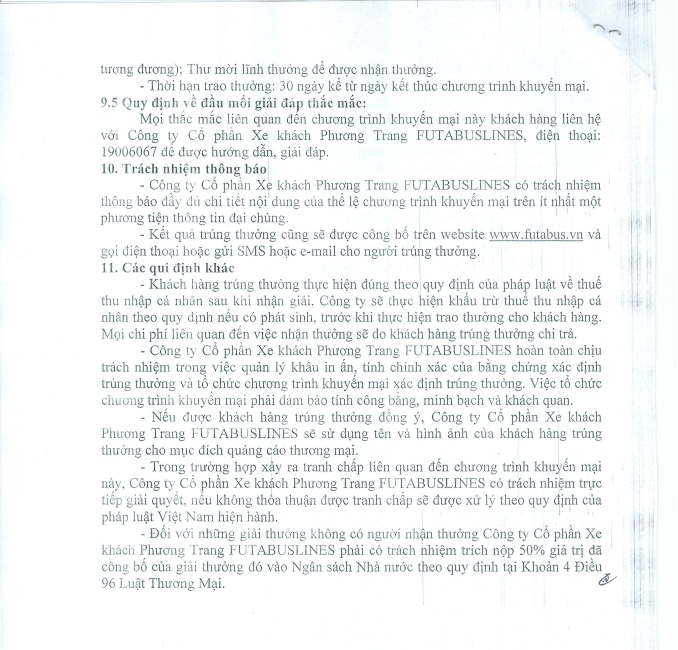 tương đương); Thư mời lĩnh thưởng để được nhận thưởng.
- Thời hạn trao thưởng: 30 ngày kể từ ngày kết thúc chương trình khuyến mại.
9.5 Quy định về đầu mối giải đáp thắc mắc:
Mọi thắc mắc liên quan đến chương trình khuyến mại này khách hàng liên hệ
với Công ty Cổ phần Xe khách Phương Trang FUTABUSLINES, điện thoại:
19006067 để được hướng dẫn, giải đáp.
10. Trách nhiệm thông báo
- Công ty Cổ phần Xe khách Phương Trang FUTABUSLINES có trách nhiệm
thông báo đầy đủ chi tiết nội dung của thể lệ chương trình khuyến mại trên ít nhất một
phương tiện thông tin đại chúng.
- Kết quả trúng thưởng cũng sẽ được công bố trên website www.futabus.vn và
gọi điện thoại hoặc gửi SMS hoặc e-mail cho người trúng thưởng.
11. Các qui định khác
- Khách hàng trúng thưởng thực hiện đúng theo quy định của pháp luật về thuế
thu nhập cá nhân sau khi nhận giải. Công ty sẽ thực hiện khấu trừ thuế thu nhập cá
nhân theo quy định nếu có phát sinh, trước khi thực hiện trao thưởng cho khách hàng.
Mọi chi phí liên quan đến việc nhận thưởng sẽ do khách hàng trúng thưởng chi trả.
- Công ty Cổ phần Xe khách Phương Trang FUTABUSLINES hoàn toàn chịu
trách nhiệm trong việc quản lý khâu in ấn, tính chính xác của bằng chứng xác định
trúng thưởng và tổ chức chương trình khuyến mại xác định trúng thưởng. Việc tổ chức
chương trình khuyến mại phải đảm bảo tính công bằng, minh bạch và khách quan.
- Nếu được khách hàng trúng thưởng đồng ý, Công ty Cổ phần Xe khách
Phương Trang FUTABUSLINES sẽ sử dụng tên và hình ảnh của khách hàng trúng
thưởng cho mục đích quảng cáo thương mại.
- Trong trường hợp xảy ra tranh chấp liên quan đến chương trình khuyến mại
này, Công ty Cổ phần Xe khách Phương Trang FUTABUSLINES có trách nhiệm trực
tiếp giải quyết, nếu không thỏa thuận được tranh chấp sẽ được xử lý theo quy định của
pháp luật Việt Nam hiện hành.
- Đối với những giải thưởng không có người nhận thưởng Công ty Cổ phần Xe
khách Phương Trang FUTABUSLINES phải có trách nhiệm trích nộp 50% giá trị đã
công bố của giải thưởng đó vào Ngân sách Nhà nước theo quy định tại Khoản 4 Điều
96 Luật Thương Mại.